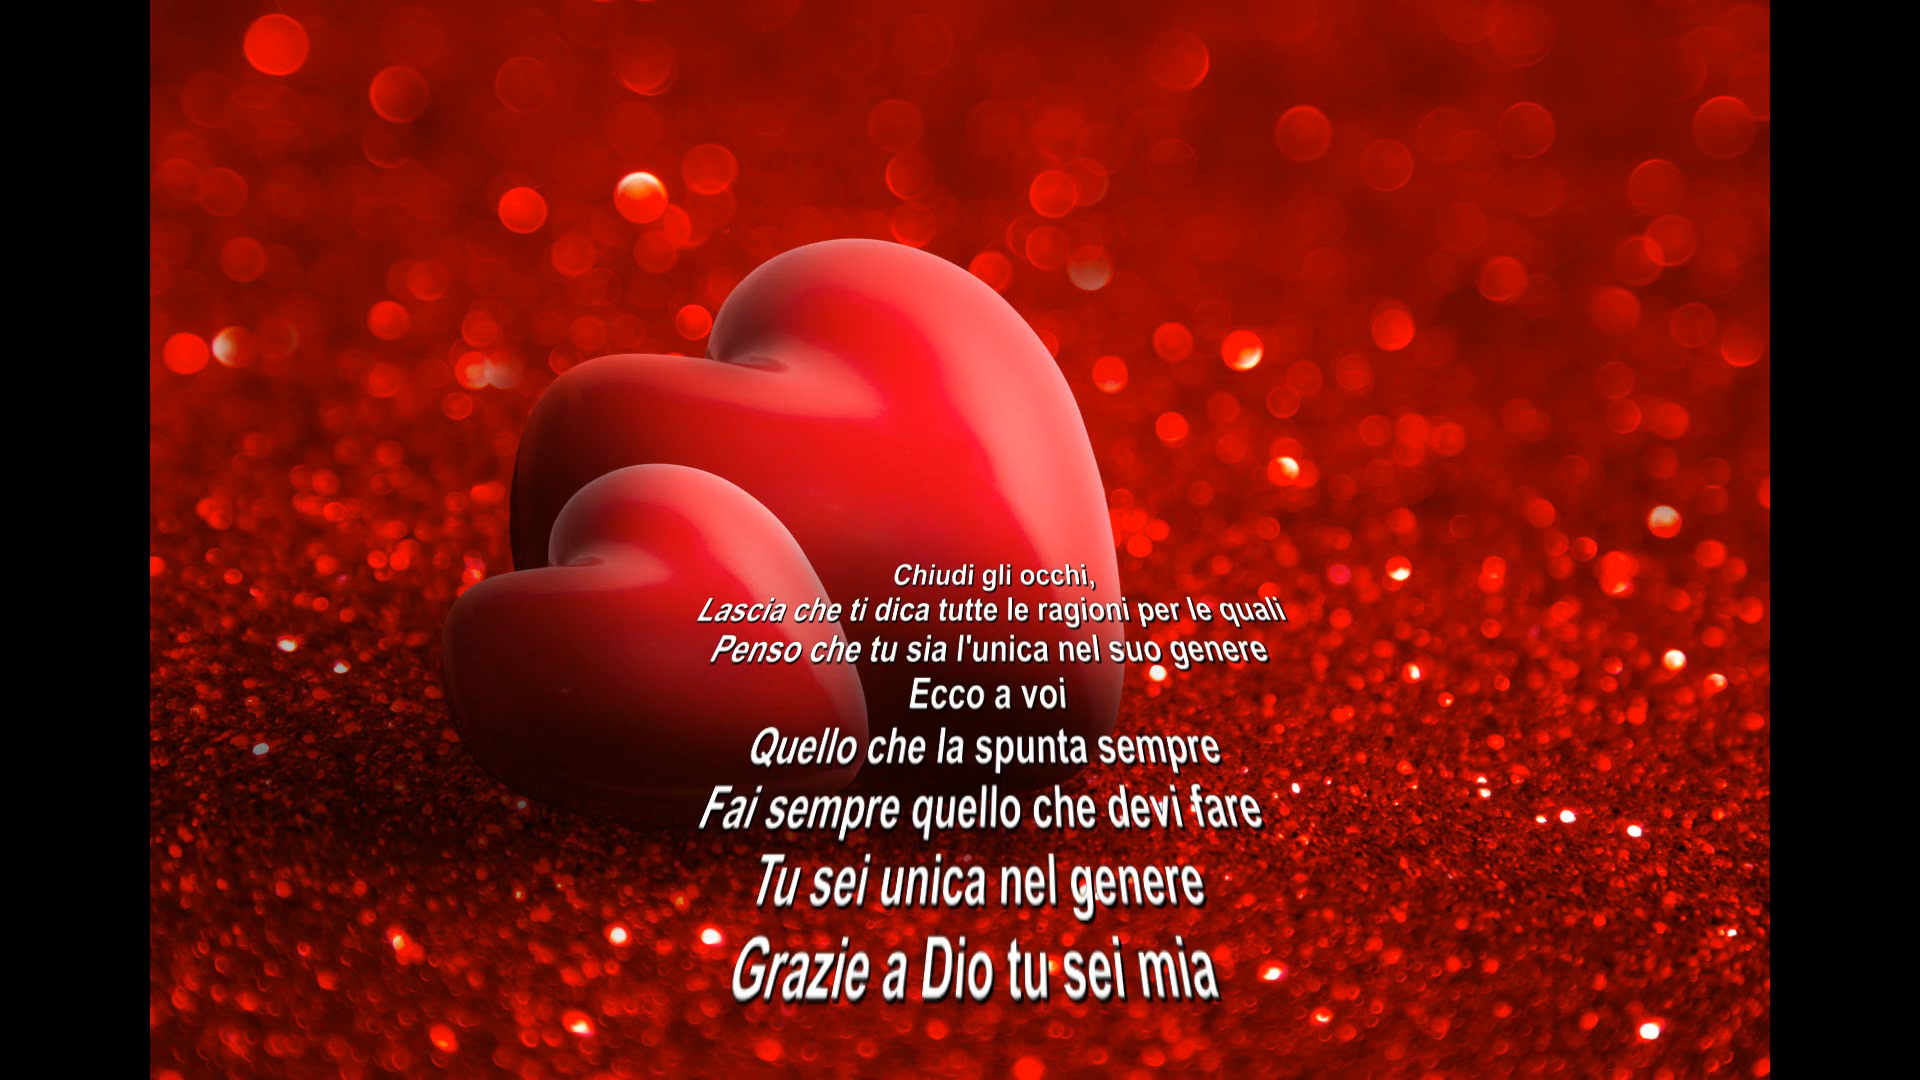 Chiudi gli occhi,
Lascia che ti dica tutte le ragioni per le quali
Penso che tu sia l'unica nel suo genere
Ecco a voi
Quello che la spunta sempre
Fai sempre quello che devi fare
Tu sei unica nel genere
Grazie a Dio tu sei mia